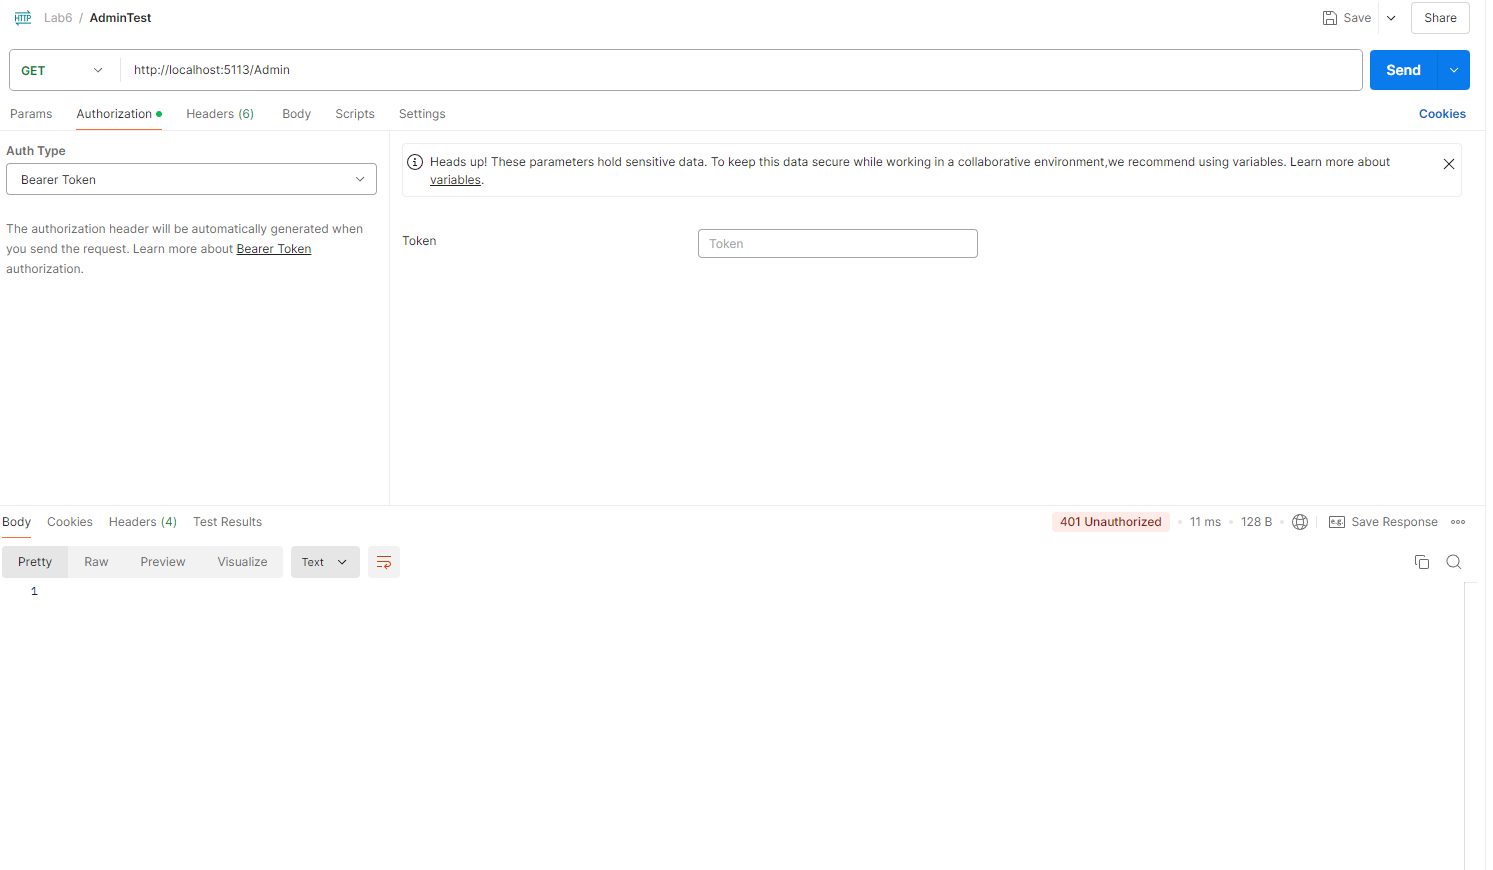 HTTP Lab6 / AdminTest Save Share
GET http://localhost:5113/Admin Send
Params Authorization Headers (6) Body Scripts Settings Cookies
Auth Type
Bearer Token
The authorization header will be automatically generated when
you send the request. Learn more about Bearer Token
authorization.
Heads up! These parameters hold sensitive data. To keep this data secure while working in a collaborative environment,we recommend using variables. Learn more about
variables.
Token Token
Body Cookies Headers (4) Test Results 401 Unauthorized 11 ms 128 B e.g. Save Response
Pretty Raw Preview Visualize Text
1